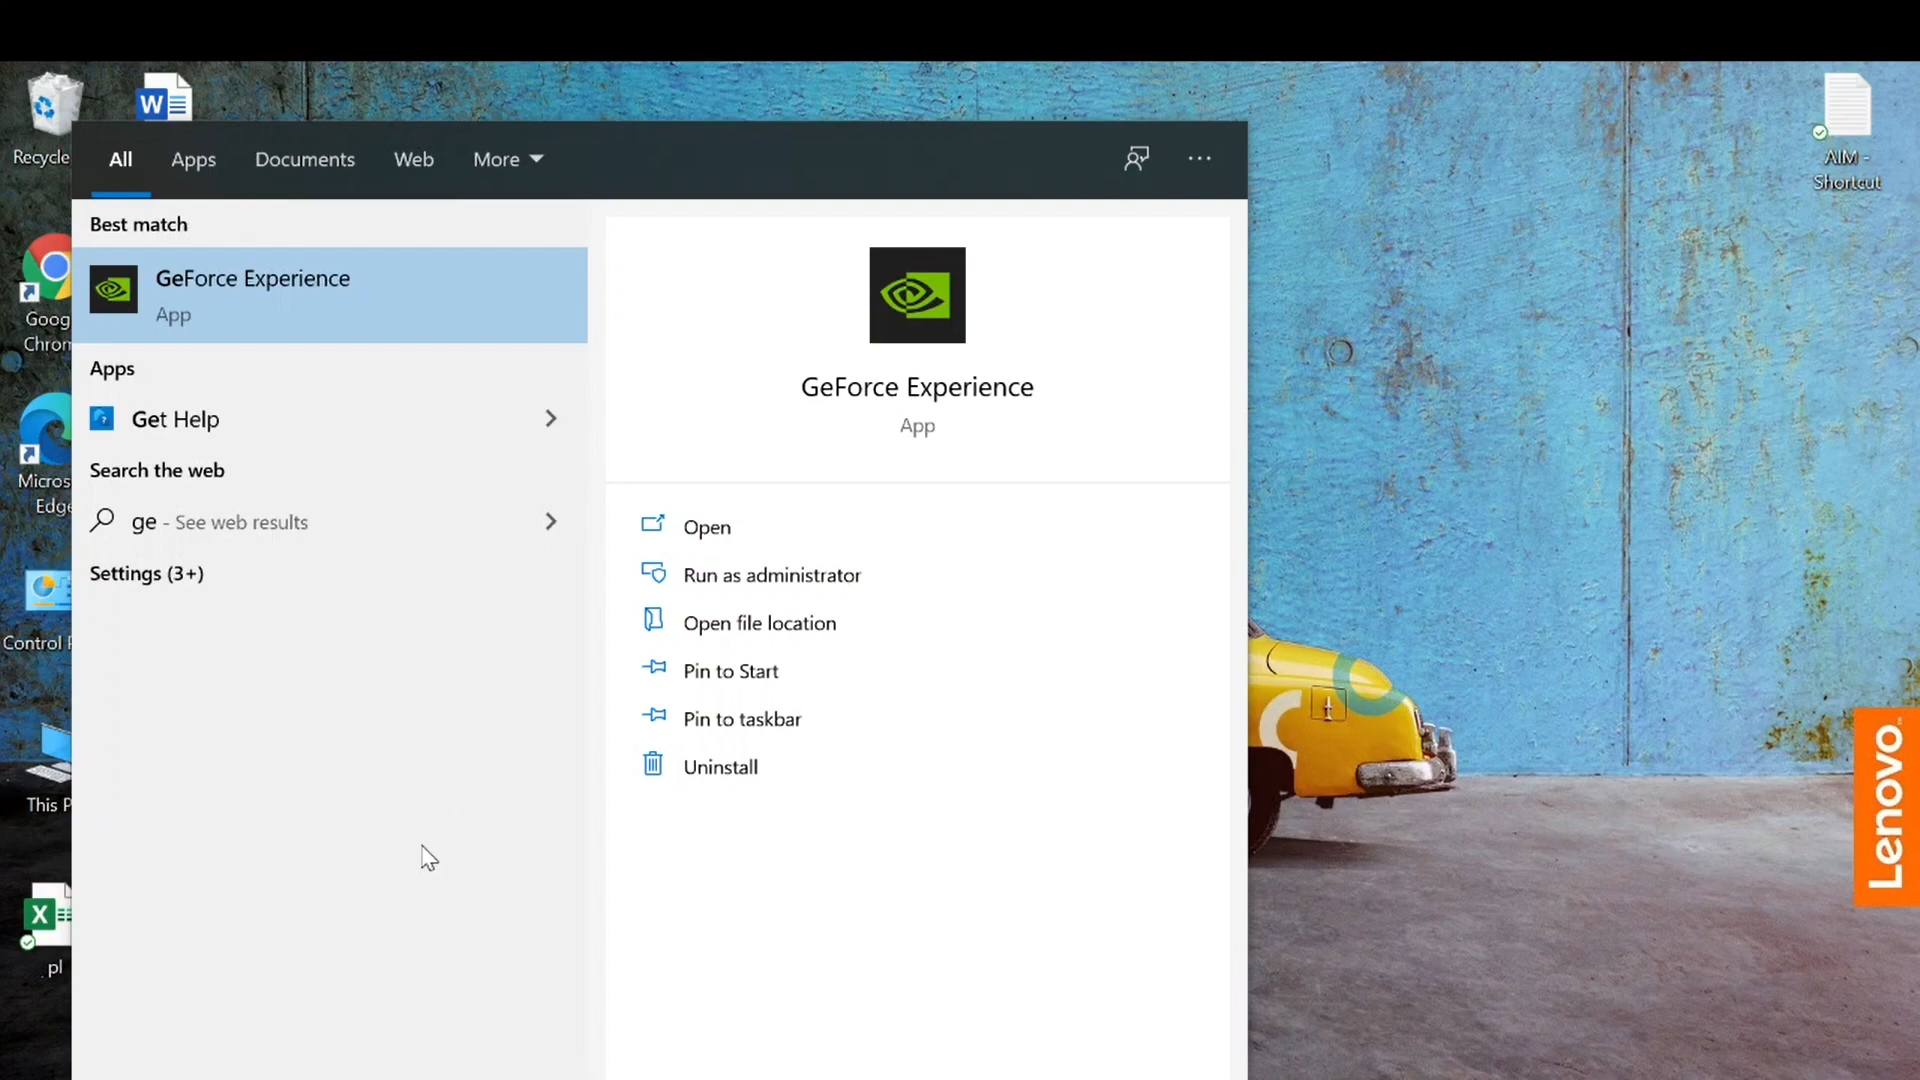 W
Recycle
AIM -
Shortcut
All
Apps
Documents
Web
More
Best match
GeForce Experience
App
Apps
Get Help
Search the web
ge - See web results
Settings (3+)
GeForce Experience
App
Open
Run as administrator
Open file location
Pin to Start
Pin to taskbar
Uninstall
Goog
Chrom
Micros
Edge
Control P
This P
X
pl
Lenovo